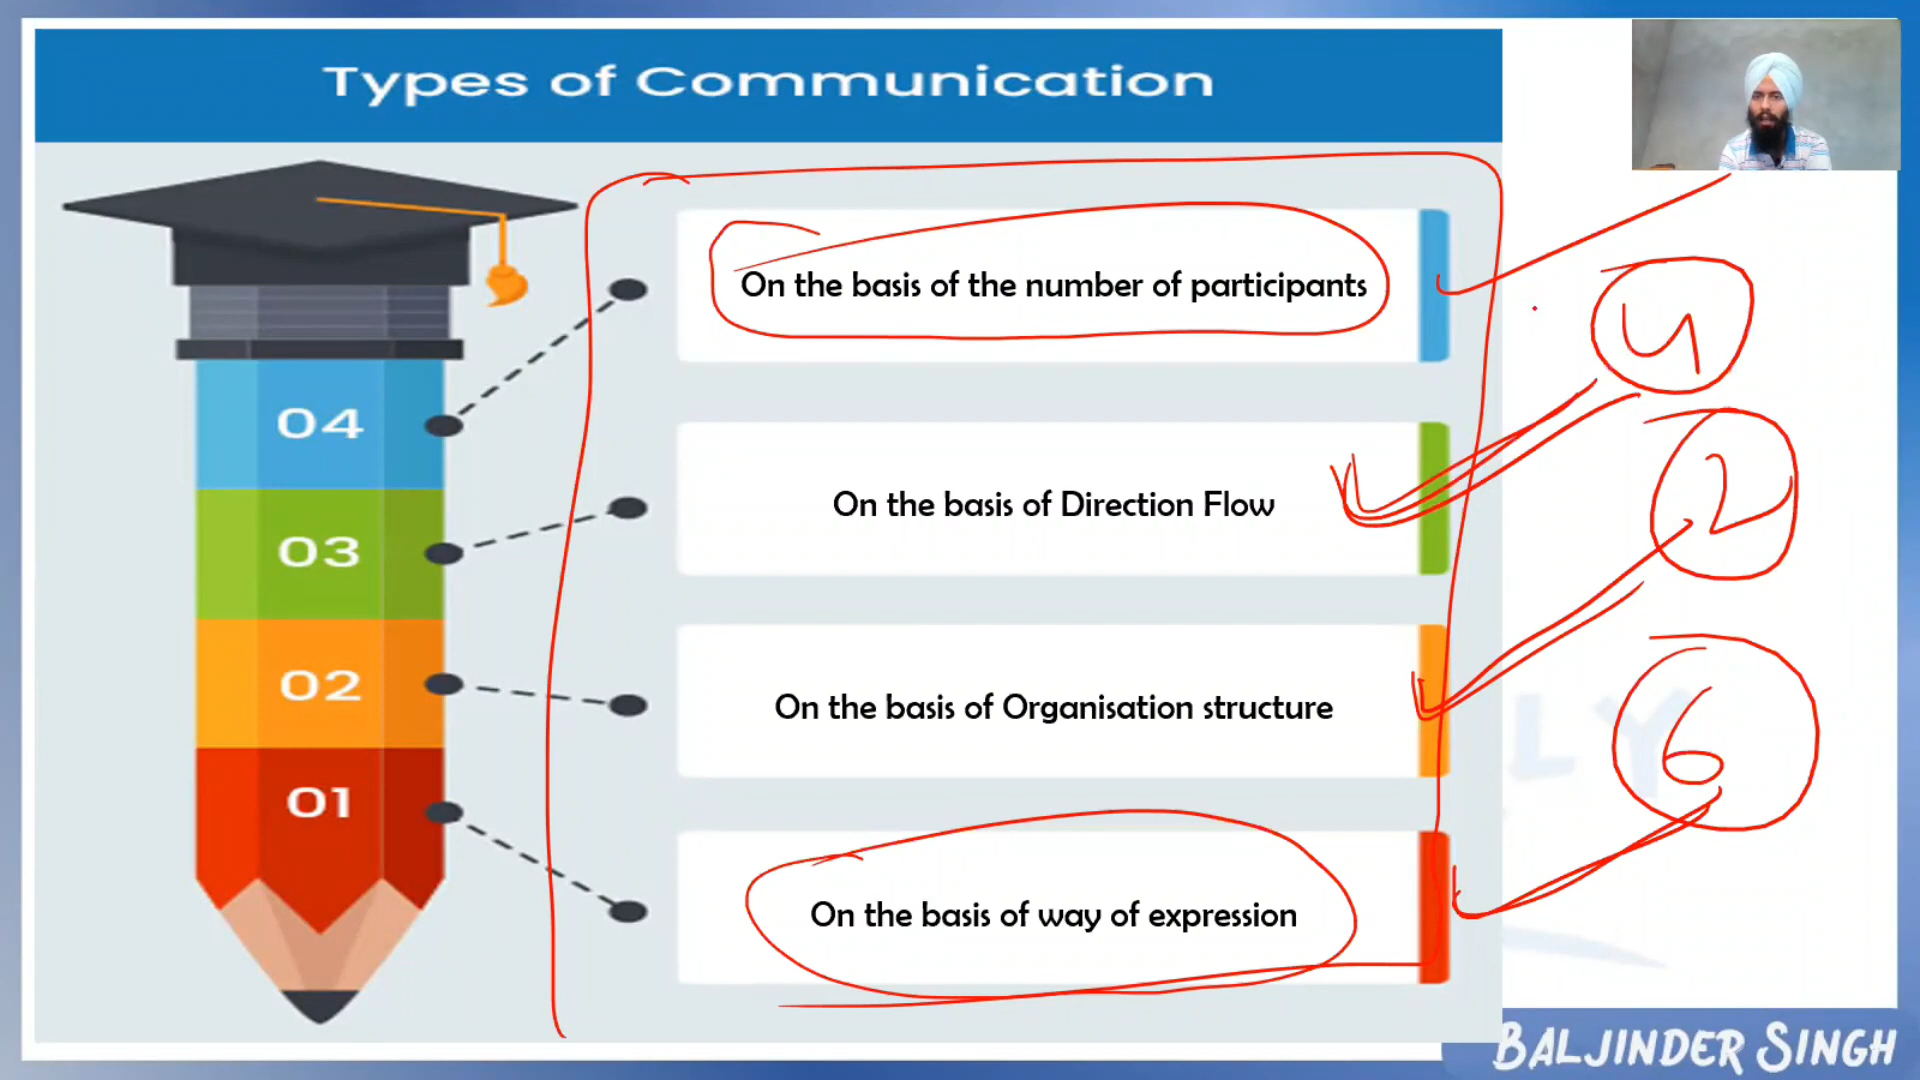 Types of Communication
04
On the basis of the number of participants
4
03
On the basis of Direction Flow
2
02
On the basis of Organisation structure
6
01
On the basis of way of expression
BALJINDER SINGH